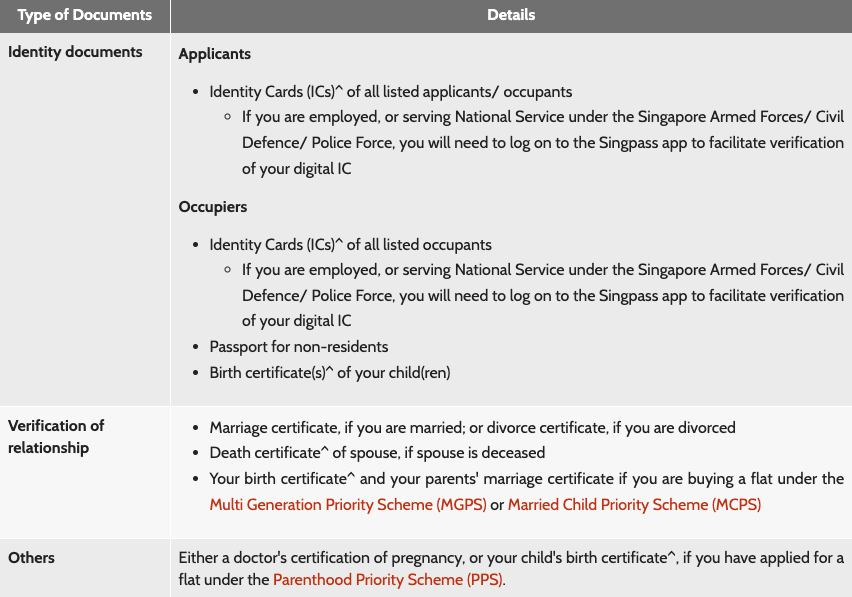 Type of Documents
Details
Identity documents
Applicants
• Identity Cards (ICs)^ of all listed applicants/ occupants
◦ If you are employed, or serving National Service under the Singapore Armed Forces/ Civil
Defence/ Police Force, you will need to log on to the Singpass app to facilitate verification
of your digital IC
Occupiers
• Identity Cards (ICs)^ of all listed occupants
◦ If you are employed, or serving National Service under the Singapore Armed Forces/ Civil
Defence/ Police Force, you will need to log on to the Singpass app to facilitate verification
of your digital IC
• Passport for non-residents
• Birth certificate(s)^ of your child(ren)
Verification of
relationship
• Marriage certificate, if you are married; or divorce certificate, if you are divorced
• Death certificate^ of spouse, if spouse is deceased
• Your birth certificate^ and your parents' marriage certificate if you are buying a flat under the
Multi Generation Priority Scheme (MGPS) or Married Child Priority Scheme (MCPS)
Others
Either a doctor's certification of pregnancy, or your child's birth certificate^, if you have applied for a
flat under the Parenthood Priority Scheme (PPS).